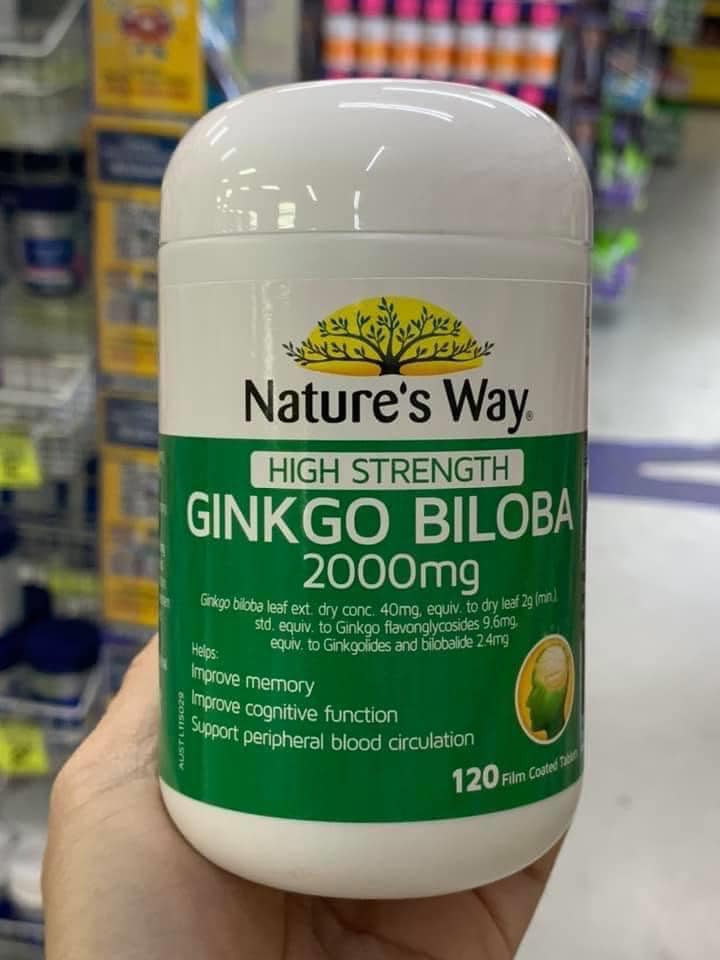 Nature's Way®
HIGH STRENGTH
GINKGO BILOBA
2000mg
Ginkgo biloba leaf ext. dry conc. 40mg, equiv. to dry leaf 2g (min.),
std. equiv. to Ginkgo flavonglycosides 9.6mg,
equiv. to Ginkgolides and bilobalide 2.4mg
Helps:
Improve memory
Improve cognitive function
Support peripheral blood circulation
120 Film Coated Tablets
AUST L115029